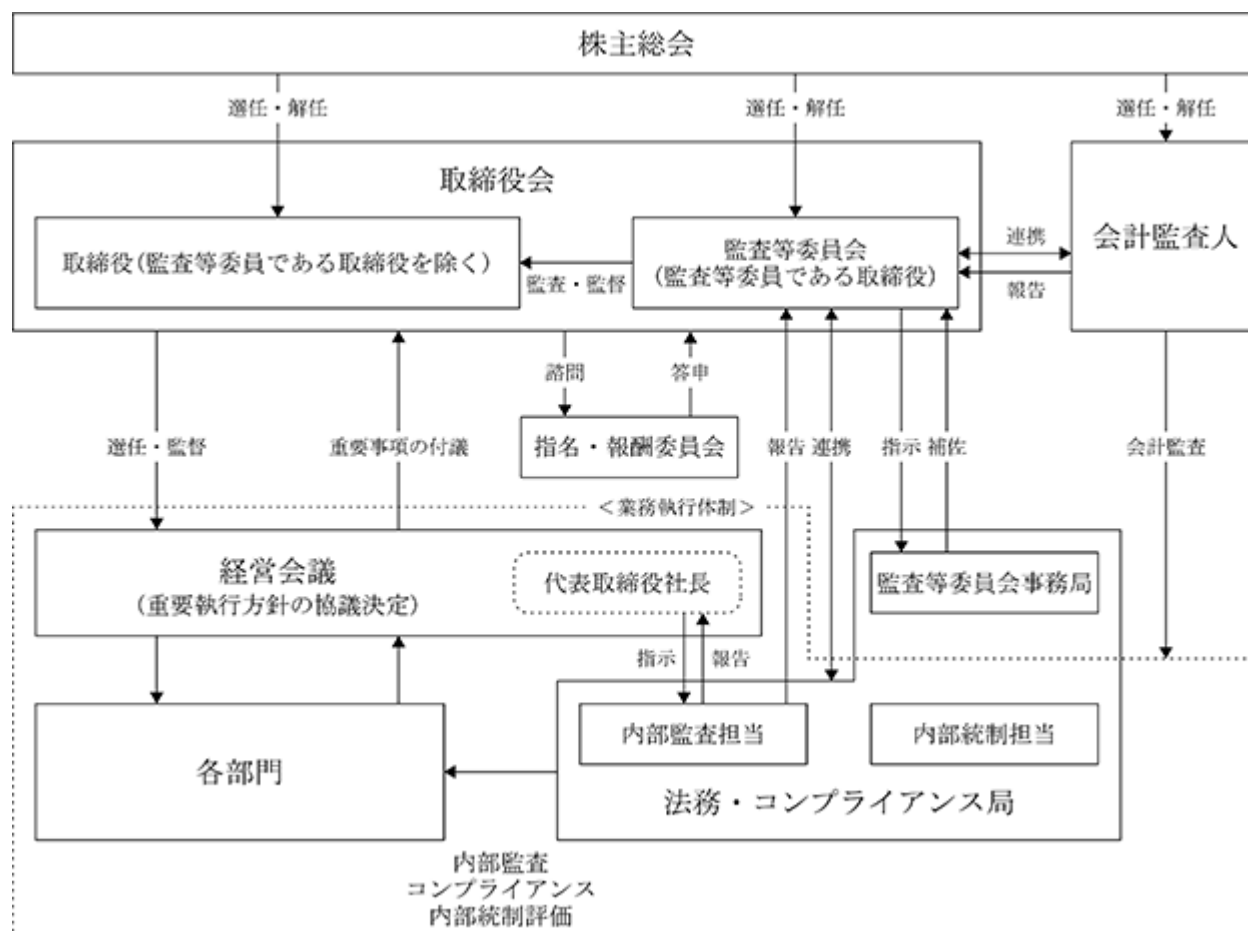 株主総会
選任・解任
選任・解任
選任・解任
取締役会
会計監査人
取締役(監査等委員である取締役を除く)
監査・監督
監査等委員会
(監査等委員である取締役)
連携
報告
諮問
答申
指名・報酬委員会
選任・監督
重要事項の付議
報告 連携
指示 補佐
会計監査
<業務執行体制>
経営会議
(重要執行方針の協議決定)
代表取締役社長
監査等委員会事務局
指示
報告
各部門
内部監査担当
内部統制担当
法務・コンプライアンス局
内部監査
コンプライアンス
内部統制評価